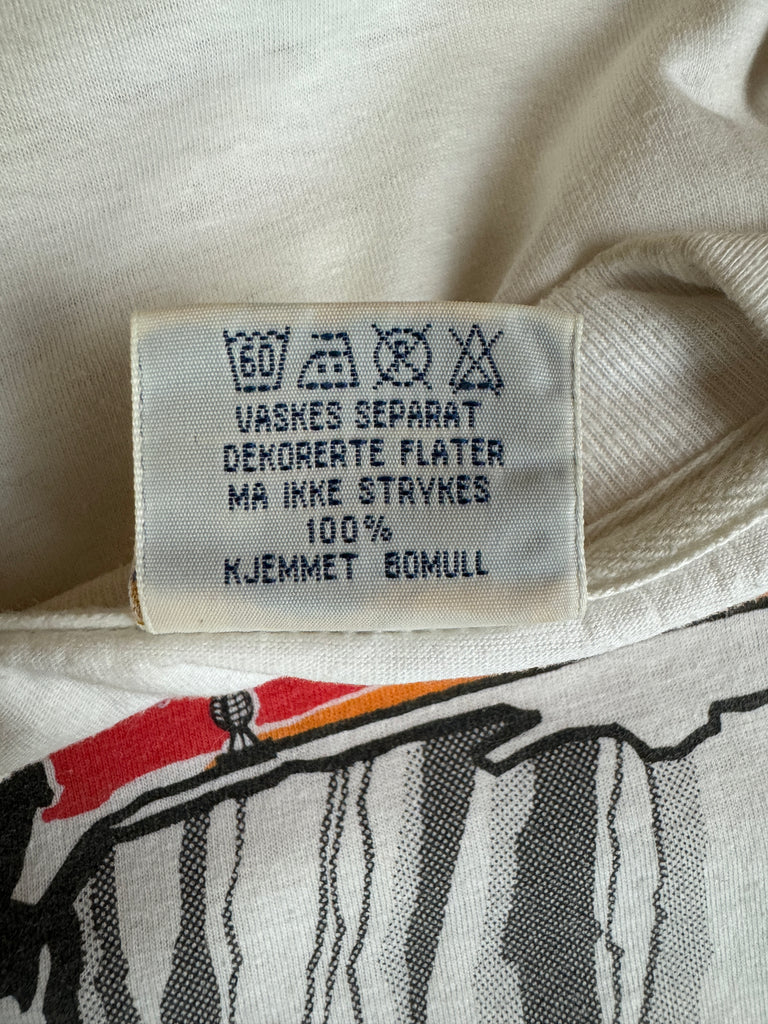 60 P
VASKES SEPARAT
DEKORERTE FLATER
MA IKKE STRYKES
100%
KJEMMET BOMULL